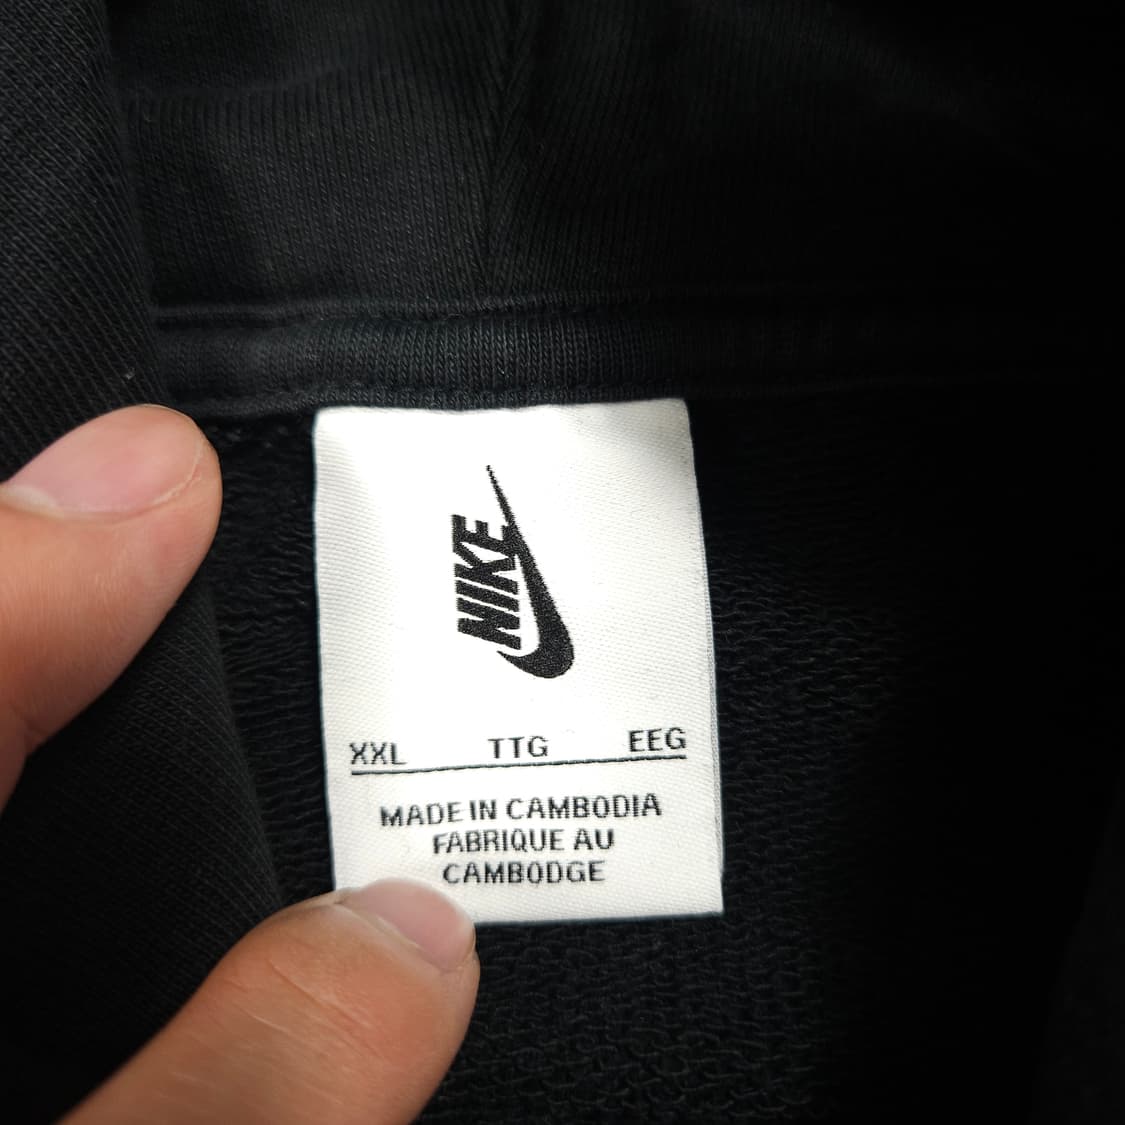 NIKE
XXL TTG EEG
MADE IN CAMBODIA
FABRIQUE AU
CAMBODGE